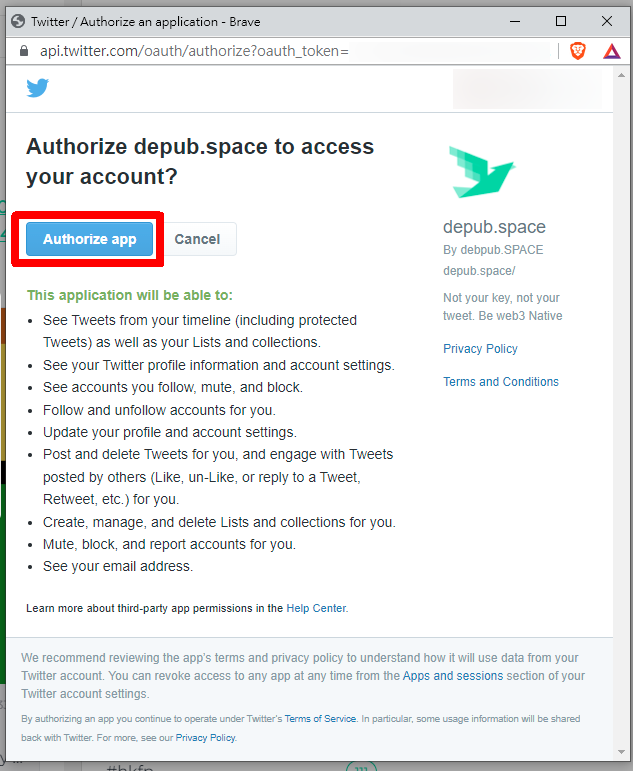 Twitter / Authorize an application - Brave
api.twitter.com/oauth/authorize?oauth_token=
Authorize depub.space to access
your account?
Authorize app
Cancel
This application will be able to:
• See Tweets from your timeline (including protected
Tweets) as well as your Lists and collections.
• See your Twitter profile information and account settings.
• See accounts you follow, mute, and block.
• Follow and unfollow accounts for you.
• Update your profile and account settings.
• Post and delete Tweets for you, and engage with Tweets
posted by others (Like, un-Like, or reply to a Tweet,
Retweet, etc.) for you.
• Create, manage, and delete Lists and collections for you.
• Mute, block, and report accounts for you.
• See your email address.
Learn more about third-party app permissions in the Help Center.
depub.space
By debpub.SPACE
depub.space/
Not your key, not your
tweet. Be web3 Native
Privacy Policy
Terms and Conditions
We recommend reviewing the app's terms and privacy policy to understand how it will use data from your
Twitter account. You can revoke access to any app at any time from the Apps and sessions section of your
Twitter account settings.
By authorizing an app you continue to operate under Twitter's Terms of Service. In particular, some usage information will be shared
back with Twitter. For more, see our Privacy Policy.